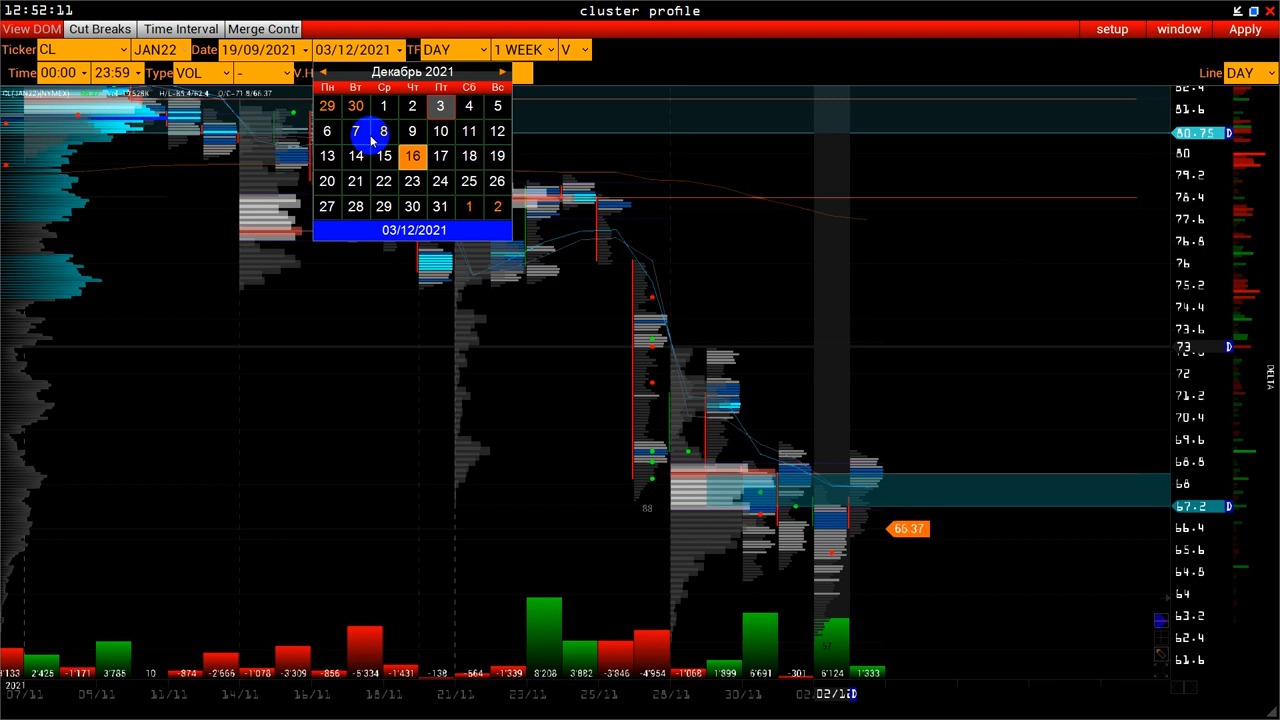 12:52:11
cluster profile
View DOM Cut Breaks Time Interval Merge Contr
setup window Apply
Ticker CL JAN22 Date 19/09/2021 03/12/2021 TF DAY 1 WEEK V
Time 00:00 23:59 Type VOL - V.H
Line DAY
Декабрь 2021
Пн Вт Ср Чт Пт Сб Вс
29 30 1 2 3 4 5
6 7 8 9 10 11 12
13 14 15 16 17 18 19
20 21 22 23 24 25 26
27 28 29 30 31 1 2
03/12/2021
81.6
80.75 D
80
79.2
78.4
77.6
76.8
76
75.2
74.4
73.6
73 D
72
71.2
70.4
69.6
68.8
68
67.2 D
66.4
65.6
64.8
64
63.2
62.4
61.6
DELTA
88
66.37
57
2'425 -1'171 3'785 10 -874 -2'666 -1'078 -3'309 -856 -5'334 -1'431 -138 -564 -1'339 8'208 3'882 -3'846 -4'954 -1'068 1'899 6'691 -301 6'124 1'333
2021
07/11 09/11 11/11 14/11 16/11 18/11 21/11 23/11 25/11 28/11 30/11